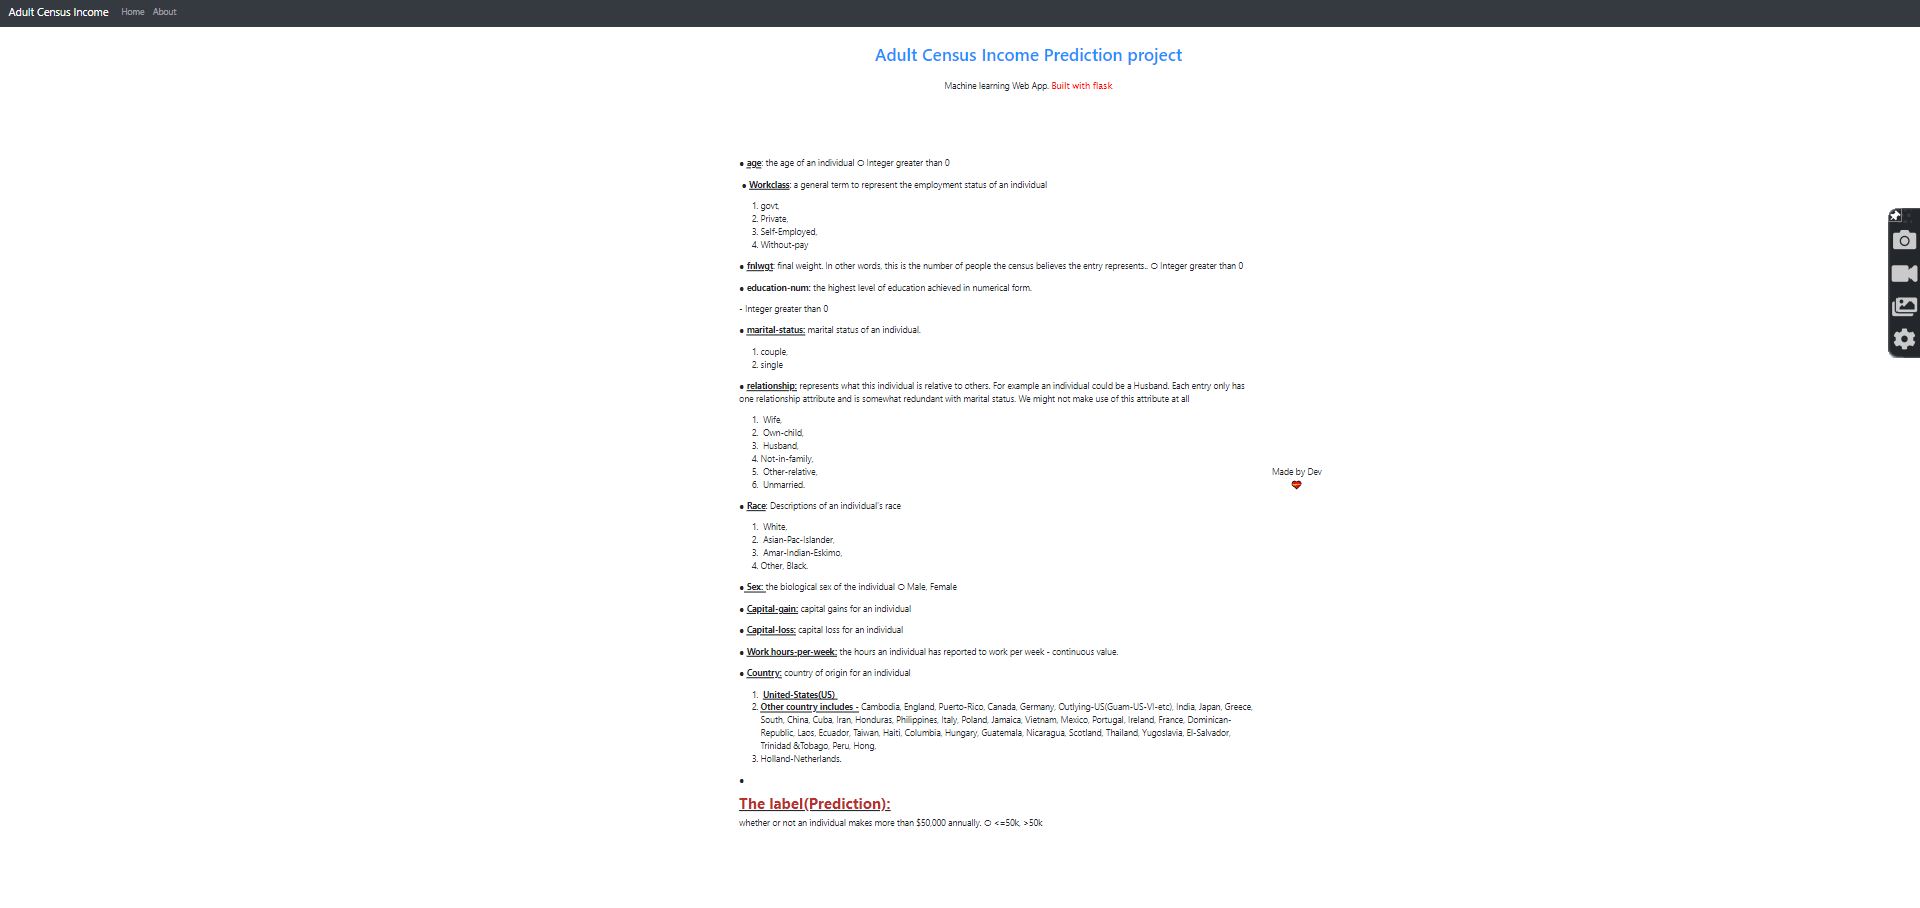 Adult Census Income Home About
Adult Census Income Prediction project
Machine learning Web App. Built with flask
● age: the age of an individual ○ Integer greater than 0
● Workclass: a general term to represent the employment status of an individual
1. govt,
2. Private,
3. Self-Employed,
4. Without-pay
● fnlwgt: final weight. In other words, this is the number of people the census believes the entry represents.. ○ Integer greater than 0
● education-num: the highest level of education achieved in numerical form.
- Integer greater than 0
● marital-status: marital status of an individual.
1. couple,
2. single
● relationship: represents what this individual is relative to others. For example an individual could be a Husband. Each entry only has
one relationship attribute and is somewhat redundant with marital status. We might not make use of this attribute at all
1. Wife,
2. Own-child,
3. Husband,
4. Not-in-family,
5. Other-relative,
6. Unmarried.
● Race: Descriptions of an individual's race
1. White,
2. Asian-Pac-Islander,
3. Amar-Indian-Eskimo,
4. Other, Black.
● Sex: the biological sex of the individual ○ Male, Female
● Capital-gain: capital gains for an individual
● Capital-loss: capital loss for an individual
● Work hours-per-week: the hours an individual has reported to work per week - continuous value.
● Country: country of origin for an individual
1. United-States(US)
2. Other country includes - Cambodia, England, Puerto-Rico, Canada, Germany, Outlying-US(Guam-US-VI-etc), India, Japan, Greece,
South, China, Cuba, Iran, Honduras, Philippines, Italy, Poland, Jamaica, Vietnam, Mexico, Portugal, Ireland, France, Dominican-
Republic, Laos, Ecuador, Taiwan, Haiti, Columbia, Hungary, Guatemala, Nicaragua, Scotland, Thailand, Yugoslavia, El-Salvador,
Trinidad &Tobago, Peru, Hong,
3. Holland-Netherlands.
●
The label(Prediction):
whether or not an individual makes more than $50,000 annually. ○ <=50k, >50k
Made by Dev